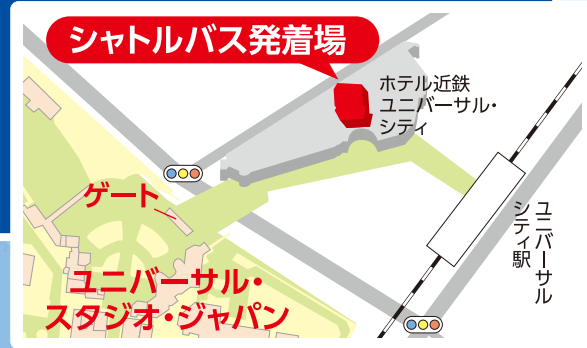 シャトルバス発着場
ホテル近鉄
ユニバーサル・
シティ
ゲート
ユニバーサル・
スタジオ・ジャパン
ユニバーサル
シティ駅